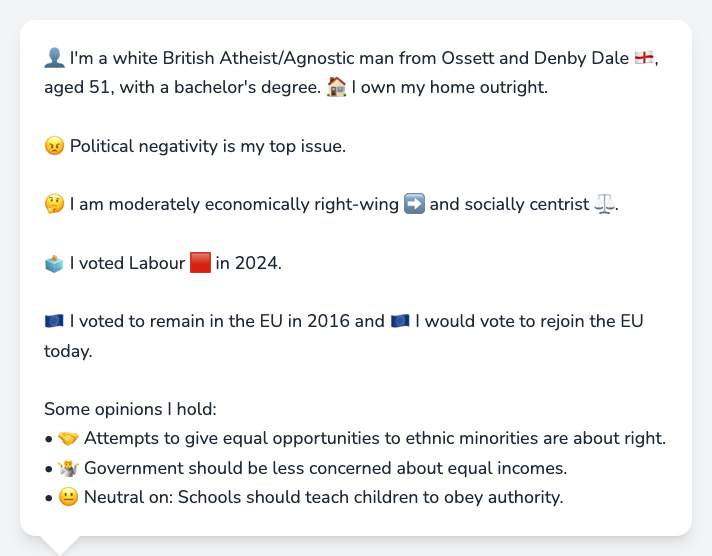 👤 I'm a white British Atheist/Agnostic man from Ossett and Denby Dale 🏴󠁧󠁢󠁥󠁮󠁧󠁿,
aged 51, with a bachelor's degree. 🏠 I own my home outright.
😠 Political negativity is my top issue.
🤔 I am moderately economically right-wing ➡️ and socially centrist ⚖️.
🗳️ I voted Labour 🟥 in 2024.
🇪🇺 I voted to remain in the EU in 2016 and 🇪🇺 I would vote to rejoin the EU
today.
Some opinions I hold:
• 🤝 Attempts to give equal opportunities to ethnic minorities are about right.
• 🤷 Government should be less concerned about equal incomes.
• 😐 Neutral on: Schools should teach children to obey authority.